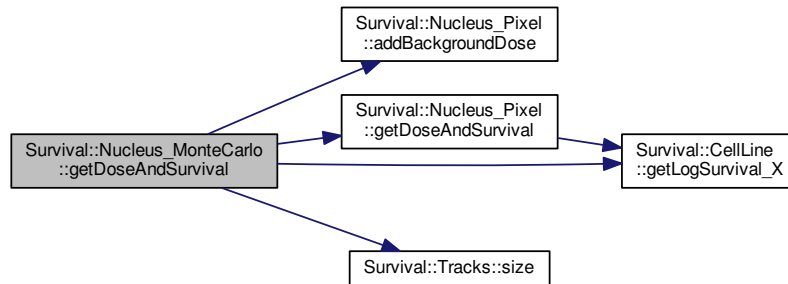 Survival::Nucleus_MonteCarlo
::getDoseAndSurvival
Survival::Nucleus_Pixel
::addBackgroundDose
Survival::Nucleus_Pixel
::getDoseAndSurvival
Survival::CellLine
::getLogSurvival_X
Survival::Tracks::size